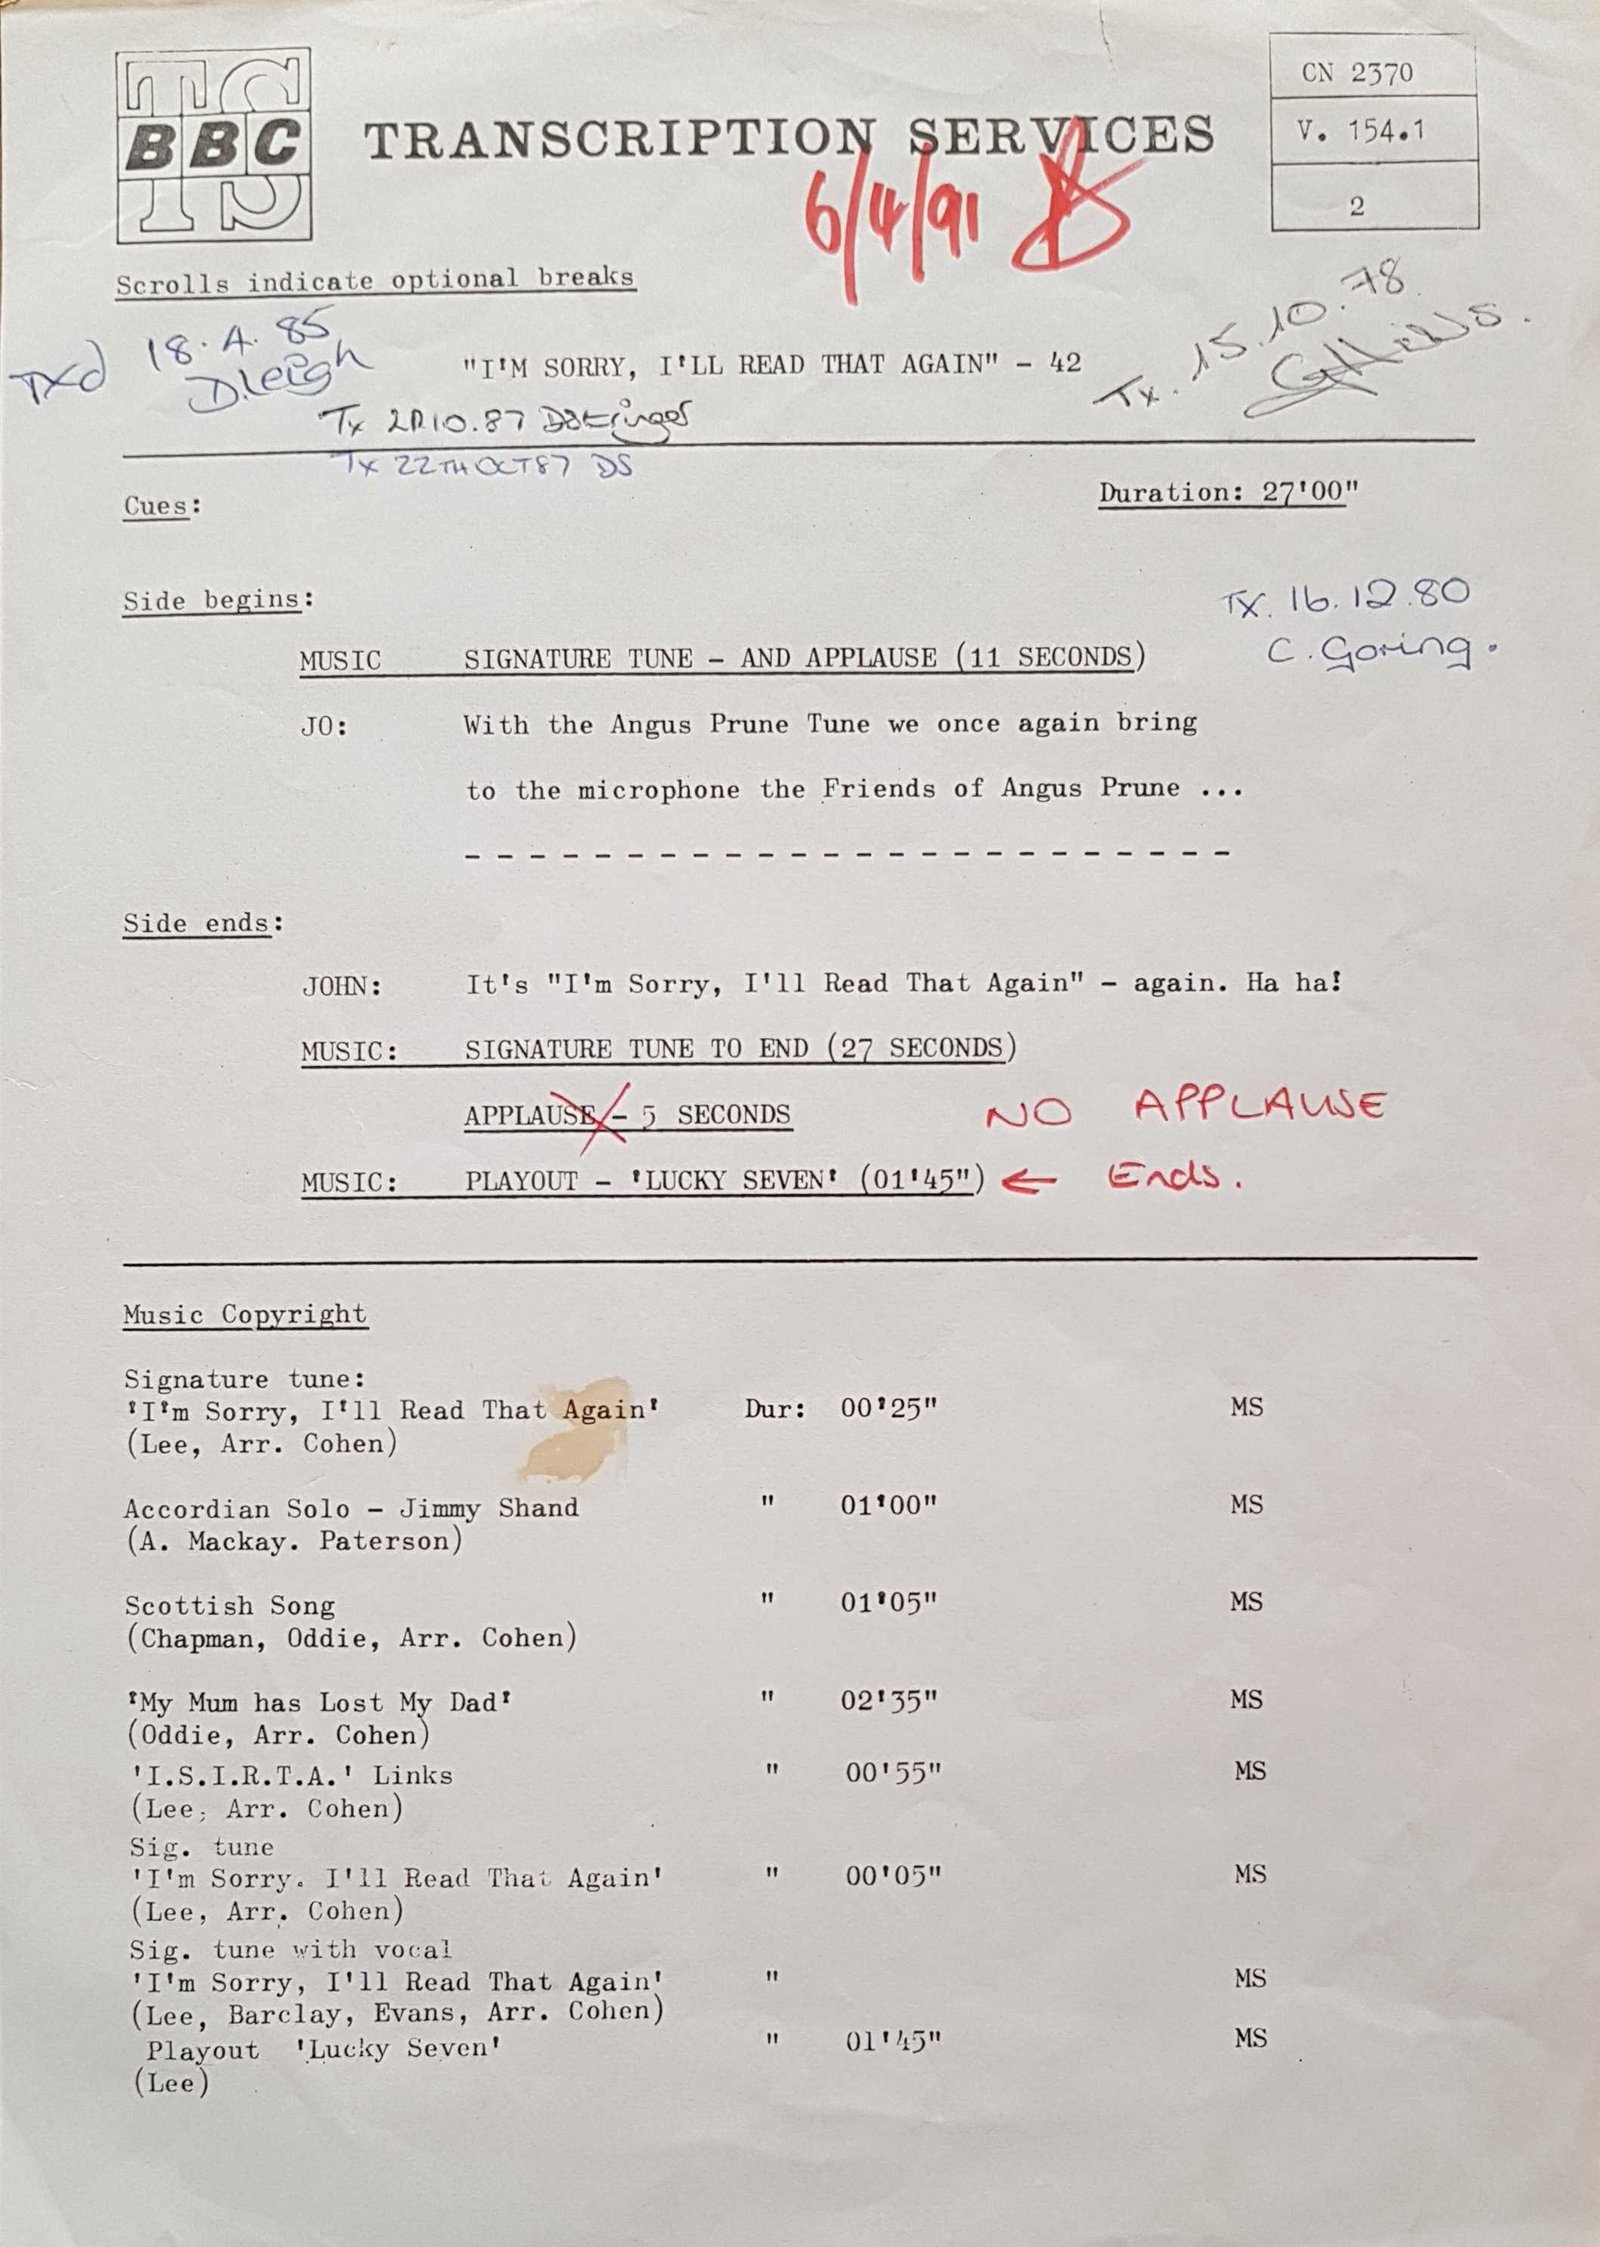 TS
BBC
TS
TRANSCRIPTION SERVICES
CN 2370
V. 154.1
2
6/4/91
Scrolls indicate optional breaks
TXd 18.4.85
D.Leigh
"I'M SORRY, I'LL READ THAT AGAIN" - 42
Tx. 15.10.78
Tx 21.10.87
Tx 22TH OCT 87 DS
Cues:
Duration: 27'00"
Side begins:
TX. 16.12.80
C. Goring.
MUSIC SIGNATURE TUNE - AND APPLAUSE (11 SECONDS)
JO: With the Angus Prune Tune we once again bring
to the microphone the Friends of Angus Prune ...
Side ends:
JOHN: It's "I'm Sorry, I'll Read That Again" - again. Ha ha!
MUSIC: SIGNATURE TUNE TO END (27 SECONDS)
APPLAUSE - 5 SECONDS NO APPLAUSE
MUSIC: PLAYOUT - 'LUCKY SEVEN' (01'45") ← Ends.
Music Copyright
Signature tune:
'I'm Sorry, I'll Read That Again' Dur: 00'25" MS
(Lee, Arr. Cohen)
Accordian Solo - Jimmy Shand " 01'00" MS
(A. Mackay. Paterson)
Scottish Song " 01'05" MS
(Chapman, Oddie, Arr. Cohen)
'My Mum has Lost My Dad' " 02'35" MS
(Oddie, Arr. Cohen)
'I.S.I.R.T.A.' Links " 00'55" MS
(Lee, Arr. Cohen)
Sig. tune
'I'm Sorry. I'll Read That Again' " 00'05" MS
(Lee, Arr. Cohen)
Sig. tune with vocal
'I'm Sorry, I'll Read That Again' " MS
(Lee, Barclay, Evans, Arr. Cohen)
Playout 'Lucky Seven' " 01'45" MS
(Lee)